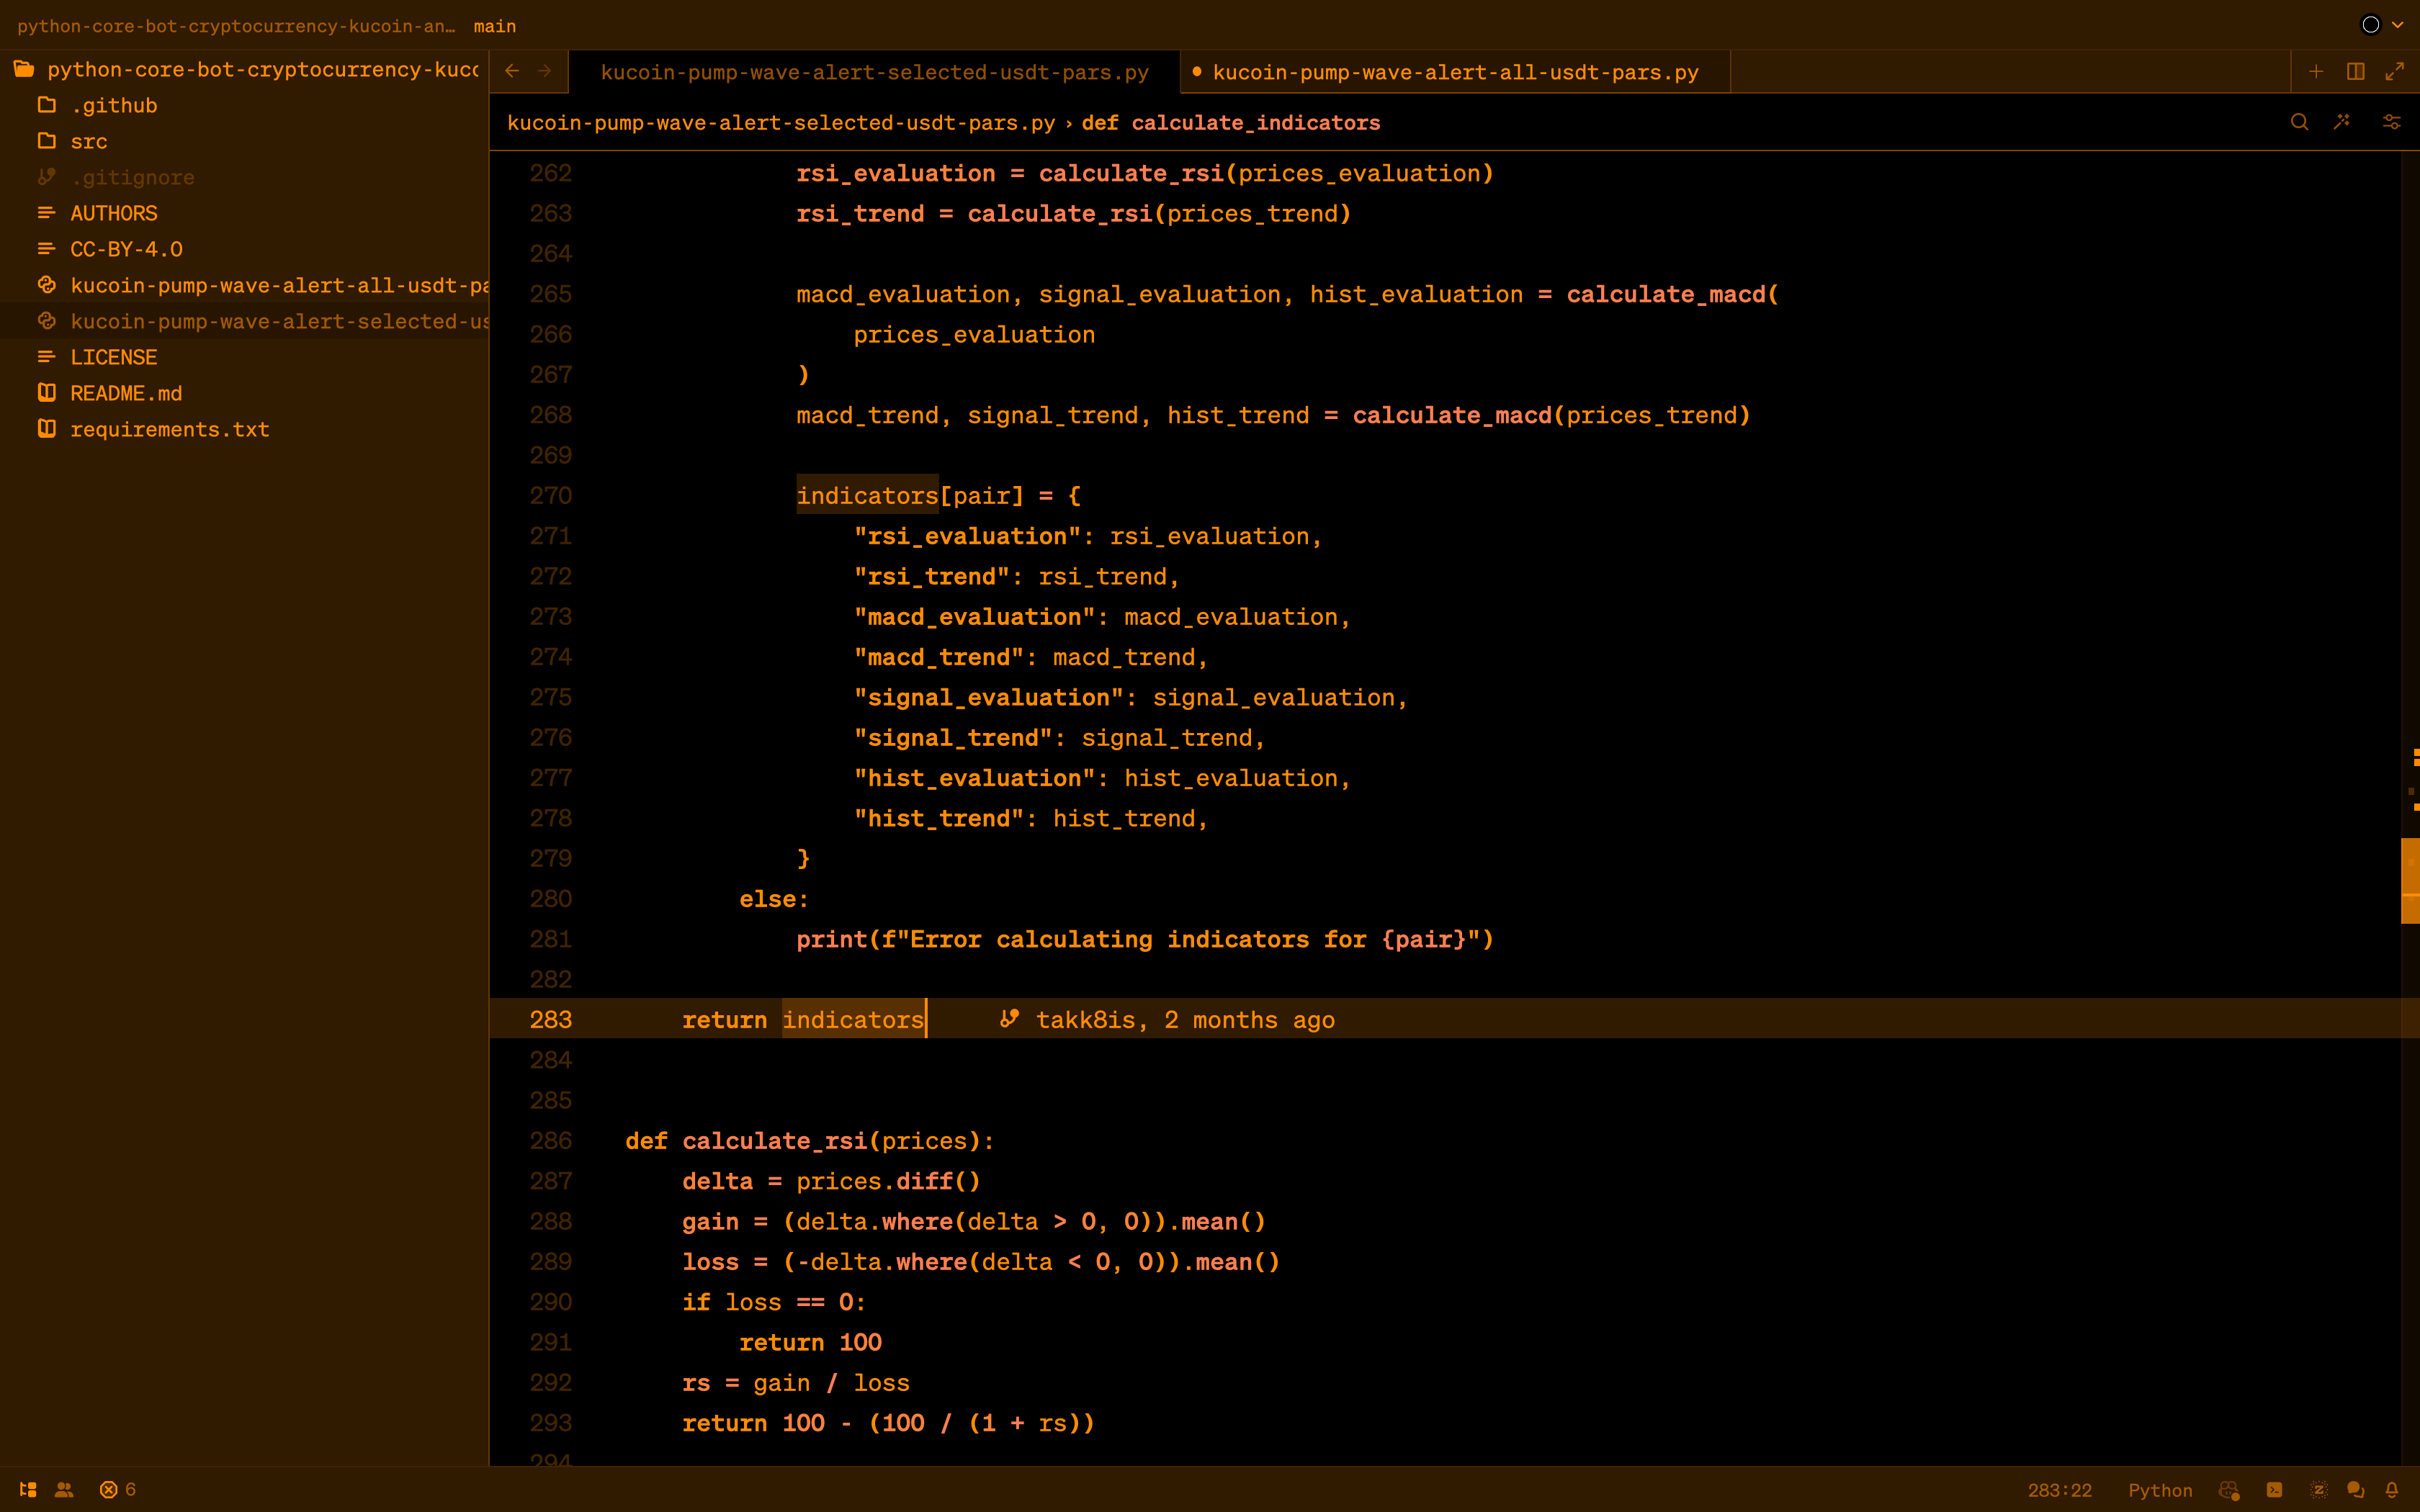 python-core-bot-cryptocurrency-kucoin-an… main
python-core-bot-cryptocurrency-kuco
.github
src
.gitignore
AUTHORS
CC-BY-4.0
kucoin-pump-wave-alert-all-usdt-pa
kucoin-pump-wave-alert-selected-us
LICENSE
README.md
requirements.txt
kucoin-pump-wave-alert-selected-usdt-pars.py
kucoin-pump-wave-alert-all-usdt-pars.py
kucoin-pump-wave-alert-selected-usdt-pars.py › def calculate_indicators
262 rsi_evaluation = calculate_rsi(prices_evaluation)
263 rsi_trend = calculate_rsi(prices_trend)
264
265 macd_evaluation, signal_evaluation, hist_evaluation = calculate_macd(
266 prices_evaluation
267 )
268 macd_trend, signal_trend, hist_trend = calculate_macd(prices_trend)
269
270 indicators[pair] = {
271 "rsi_evaluation": rsi_evaluation,
272 "rsi_trend": rsi_trend,
273 "macd_evaluation": macd_evaluation,
274 "macd_trend": macd_trend,
275 "signal_evaluation": signal_evaluation,
276 "signal_trend": signal_trend,
277 "hist_evaluation": hist_evaluation,
278 "hist_trend": hist_trend,
279 }
280 else:
281 print(f"Error calculating indicators for {pair}")
282
283 return indicators takk8is, 2 months ago
284
285
286 def calculate_rsi(prices):
287 delta = prices.diff()
288 gain = (delta.where(delta > 0, 0)).mean()
289 loss = (-delta.where(delta < 0, 0)).mean()
290 if loss == 0:
291 return 100
292 rs = gain / loss
293 return 100 - (100 / (1 + rs))
294
6
283:22 Python